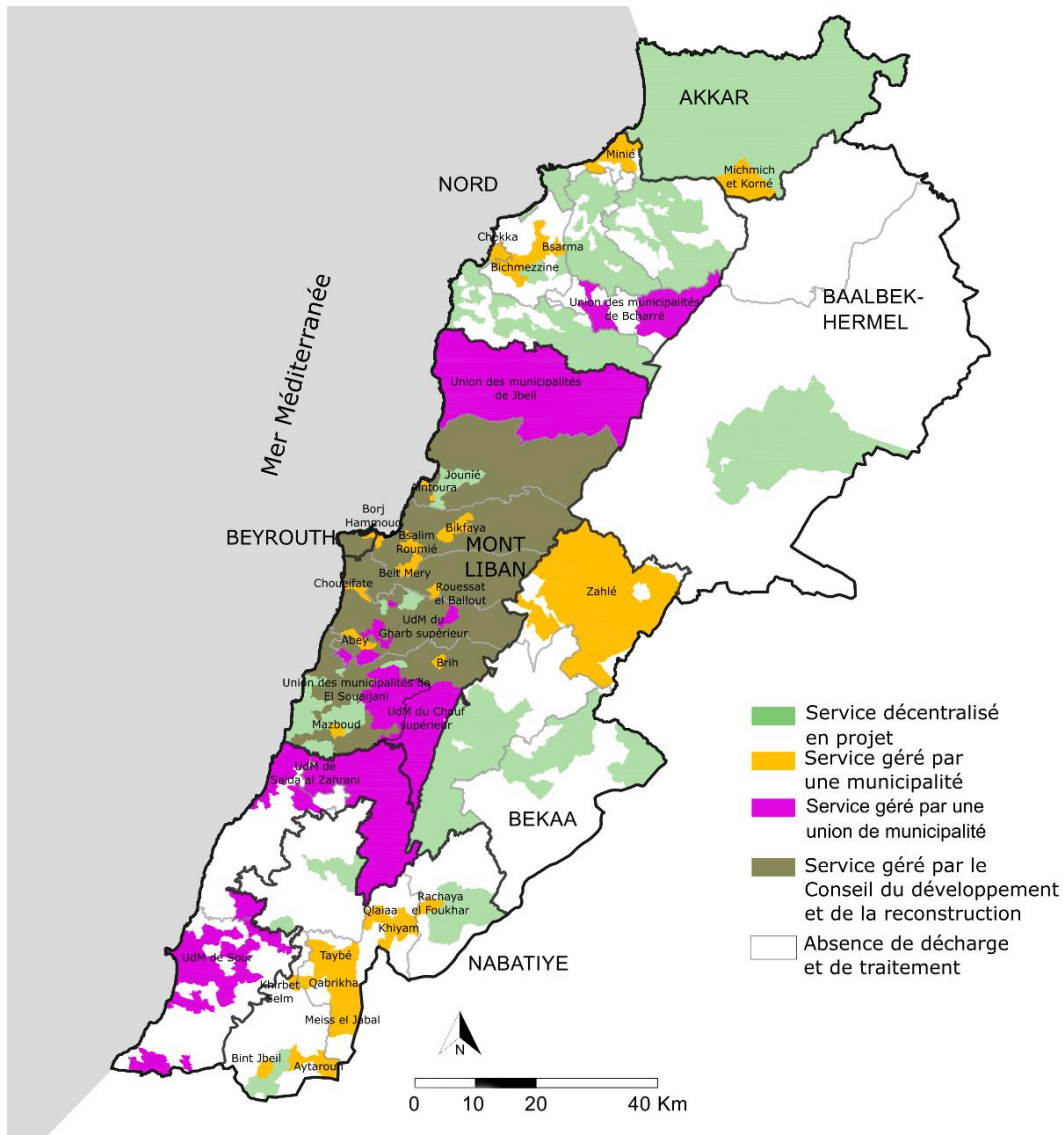 AKKAR
Minié
Michmich
et Korné
NORD
Chekka
Bsarma
Bichmezzine
Union des municipalités
de Bcharré
BAALBEK-
HERMEL
Mer Méditerranée
Union des municipalités
de Jbeil
Jounié
Aintoura
Borj
Hammoud
BEYROUTH
Bsalim
Roumié
Bikfaya
MONT
LIBAN
Beit Mery
Choueifate
Rouessat
el Ballout
Zahlé
UdM du
Gharb supérieur
Abey
Brih
Union des municipalités de
El Souaijani
UdM du Chouf
supérieur
Mazboud
UdM de
Saida al Zahrani
BEKAA
Rachaya
el Foukhar
Qlaiaa
Khiyam
NABATIYE
UdM de Sour
Taybé
Khirbet
Selm
Qabrikha
Meiss el Jabal
Bint Jbeil
Aytaroun
Service décentralisé
en projet
Service géré par
une municipalité
Service géré par une
union de municipalité
Service géré par le
Conseil du développement
et de la reconstruction
Absence de décharge
et de traitement
N
0 10 20 40 Km